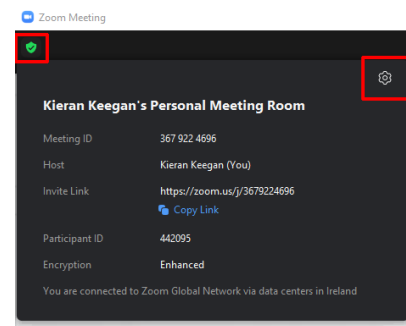 Zoom Meeting
Kieran Keegan's Personal Meeting Room
Meeting ID 367 922 4696
Host Kieran Keegan (You)
Invite Link https://zoom.us/j/3679224696
Copy Link
Participant ID 442095
Encryption Enhanced
You are connected to Zoom Global Network via data centers in Ireland